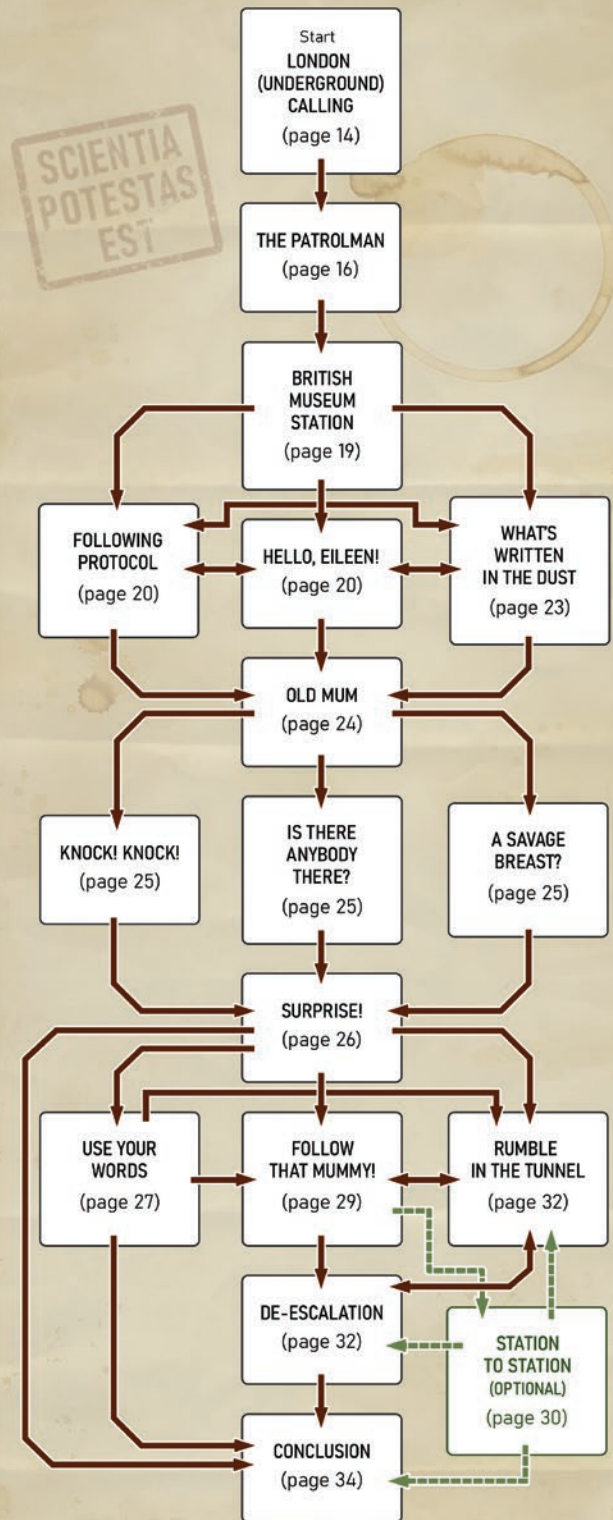 Start
LONDON
(UNDERGROUND)
CALLING
(page 14)
SCIENTIA
POTESTAS
EST
THE PATROLMAN
(page 16)
BRITISH
MUSEUM
STATION
(page 19)
FOLLOWING
PROTOCOL
(page 20)
HELLO, EILEEN!
(page 20)
WHAT'S
WRITTEN
IN THE DUST
(page 23)
OLD MUM
(page 24)
KNOCK! KNOCK!
(page 25)
IS THERE
ANYBODY
THERE?
(page 25)
A SAVAGE
BREAST?
(page 25)
SURPRISE!
(page 26)
USE YOUR
WORDS
(page 27)
FOLLOW
THAT MUMMY!
(page 29)
RUMBLE
IN THE TUNNEL
(page 32)
DE-ESCALATION
(page 32)
STATION
TO STATION
(OPTIONAL)
(page 30)
CONCLUSION
(page 34)